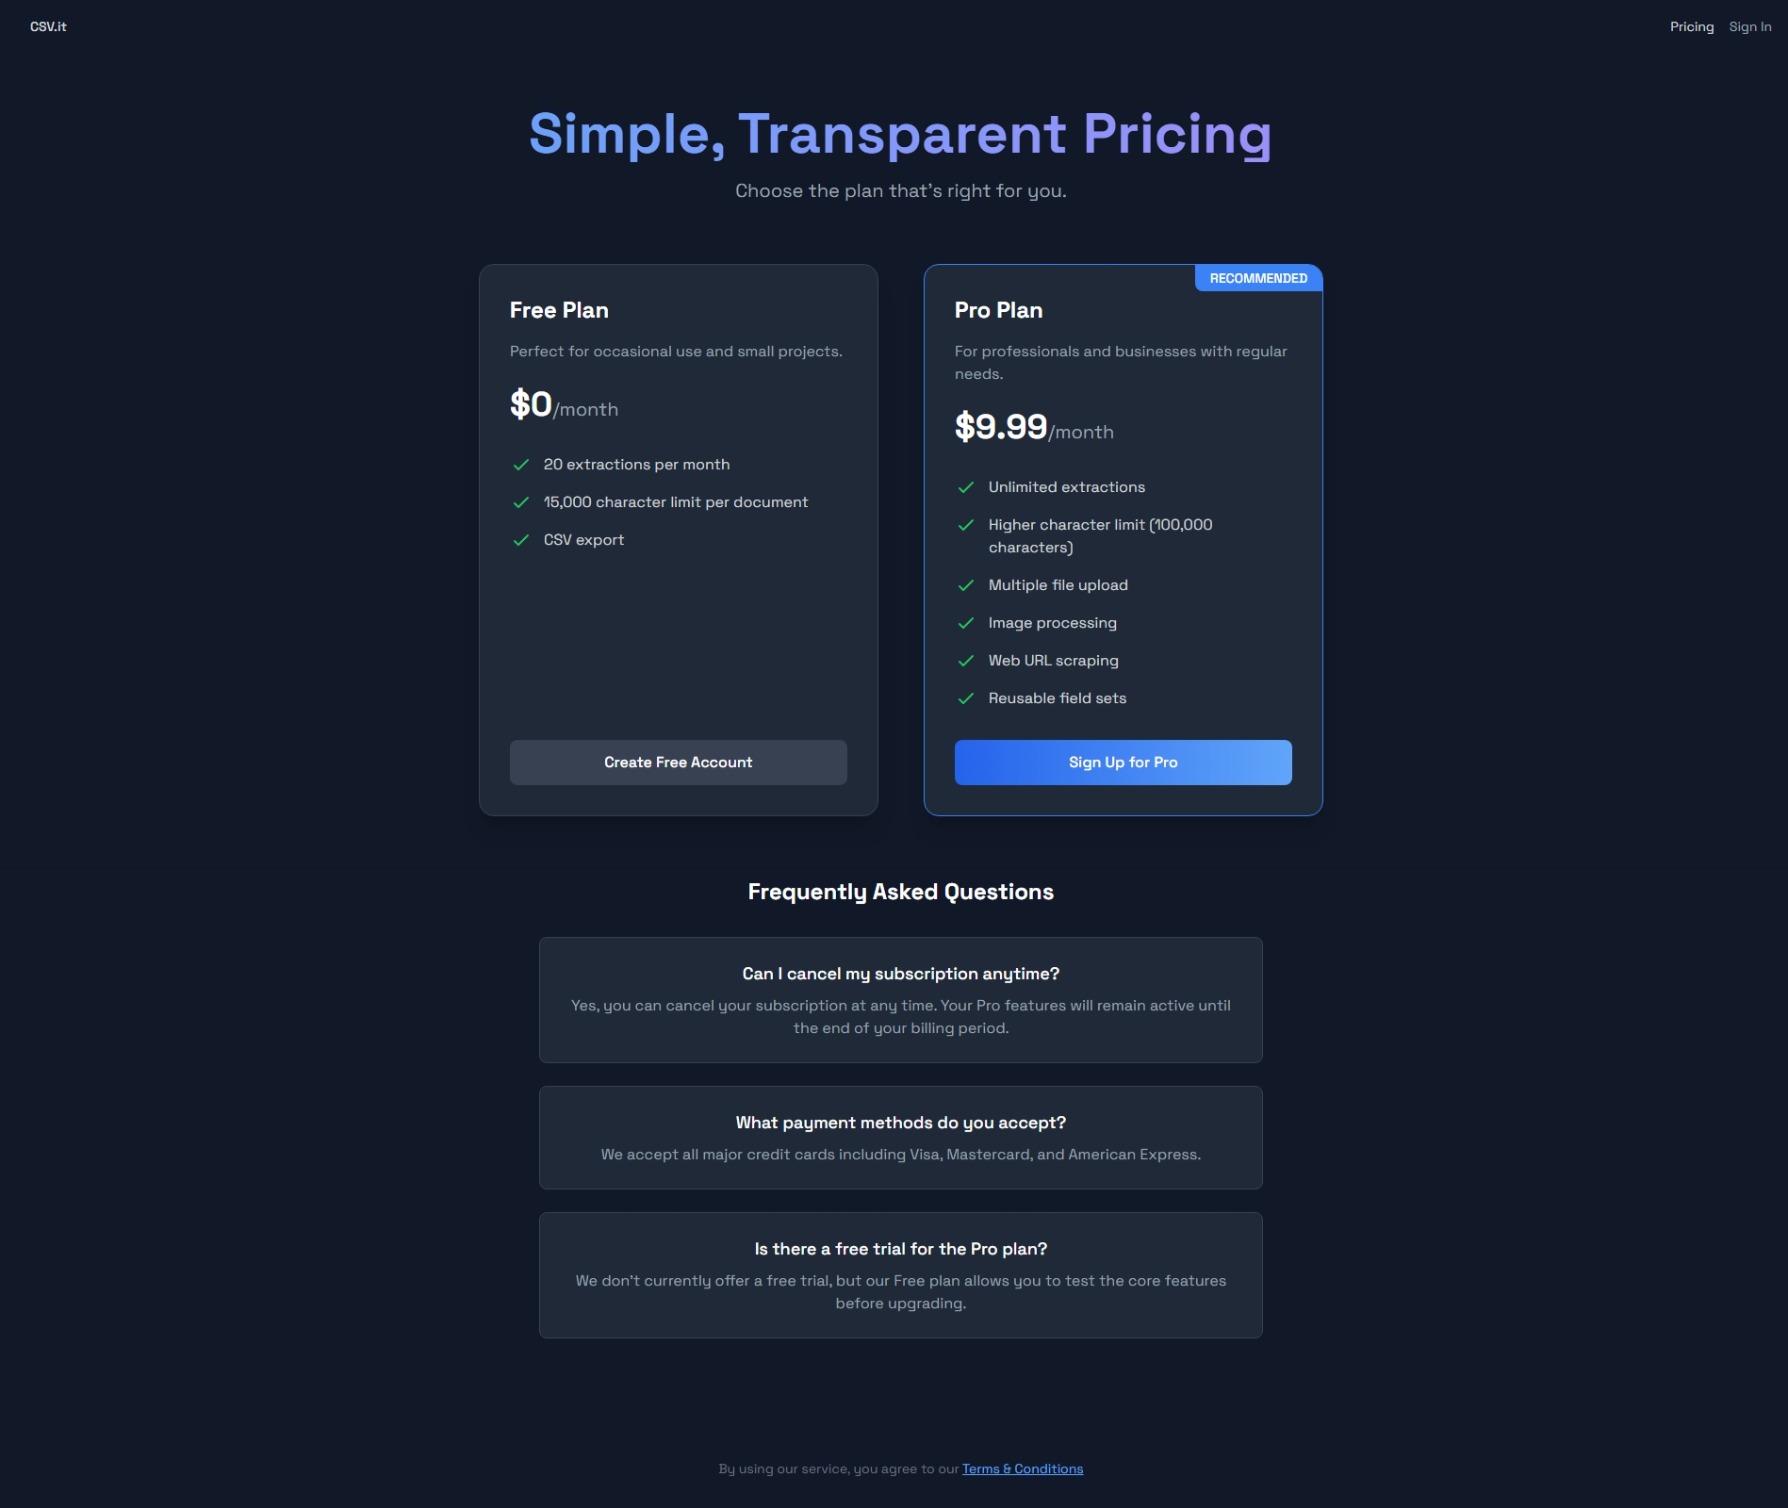 CSV.it
Pricing
Sign In
Simple, Transparent Pricing
Choose the plan that's right for you.
Free Plan
Perfect for occasional use and small projects.
$0/month
20 extractions per month
15,000 character limit per document
CSV export
Create Free Account
RECOMMENDED
Pro Plan
For professionals and businesses with regular
needs.
$9.99/month
Unlimited extractions
Higher character limit (100,000
characters)
Multiple file upload
Image processing
Web URL scraping
Reusable field sets
Sign Up for Pro
Frequently Asked Questions
Can I cancel my subscription anytime?
Yes, you can cancel your subscription at any time. Your Pro features will remain active until
the end of your billing period.
What payment methods do you accept?
We accept all major credit cards including Visa, Mastercard, and American Express.
Is there a free trial for the Pro plan?
We don't currently offer a free trial, but our Free plan allows you to test the core features
before upgrading.
By using our service, you agree to our Terms & Conditions